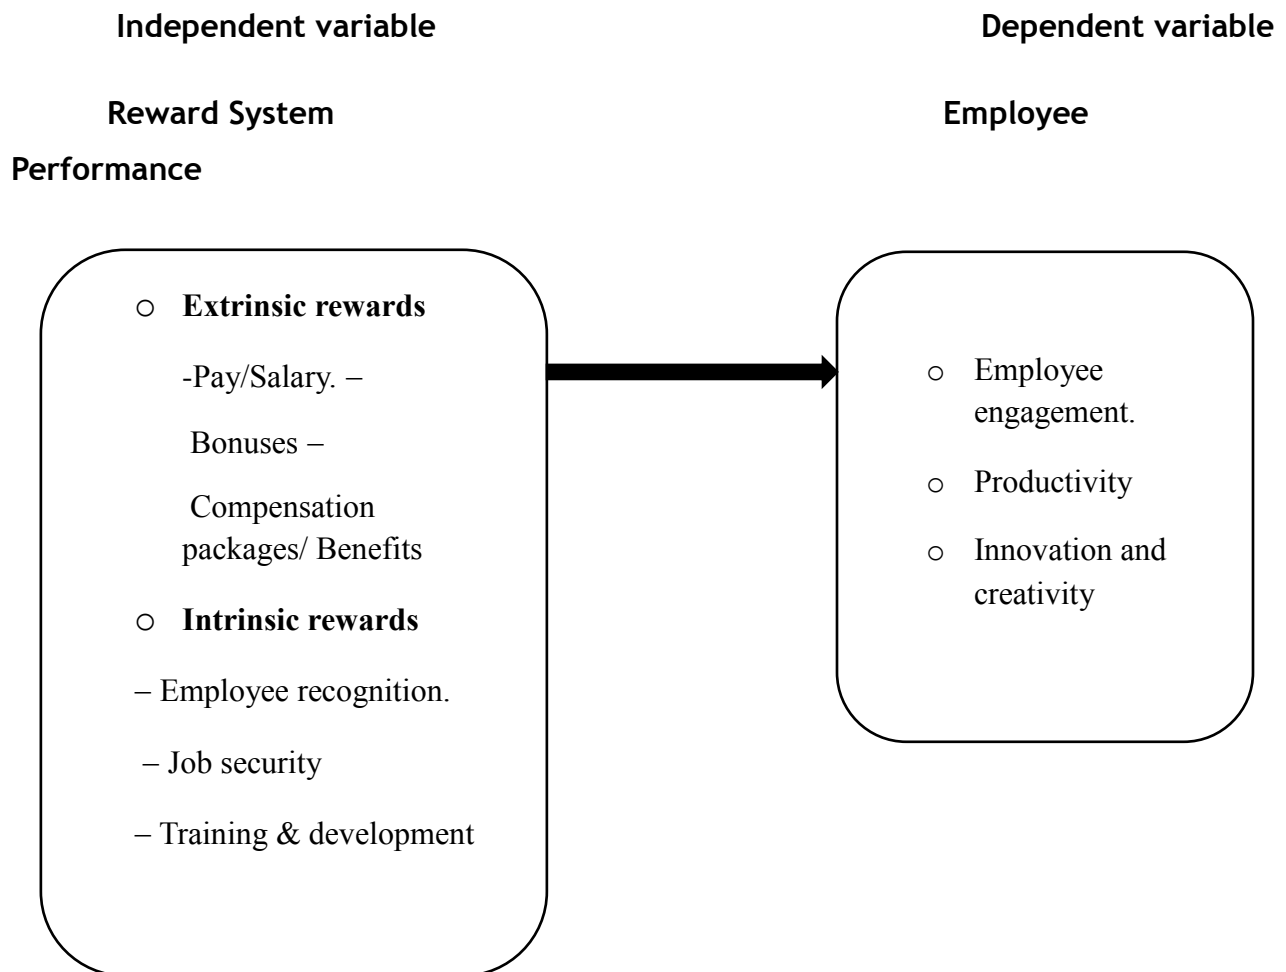 Independent variable Dependent variable
Reward System Employee
Performance
o Extrinsic rewards
-Pay/Salary. –
Bonuses –
Compensation
packages/ Benefits
o Intrinsic rewards
– Employee recognition.
– Job security
– Training & development
o Employee
engagement.
o Productivity
o Innovation and
creativity